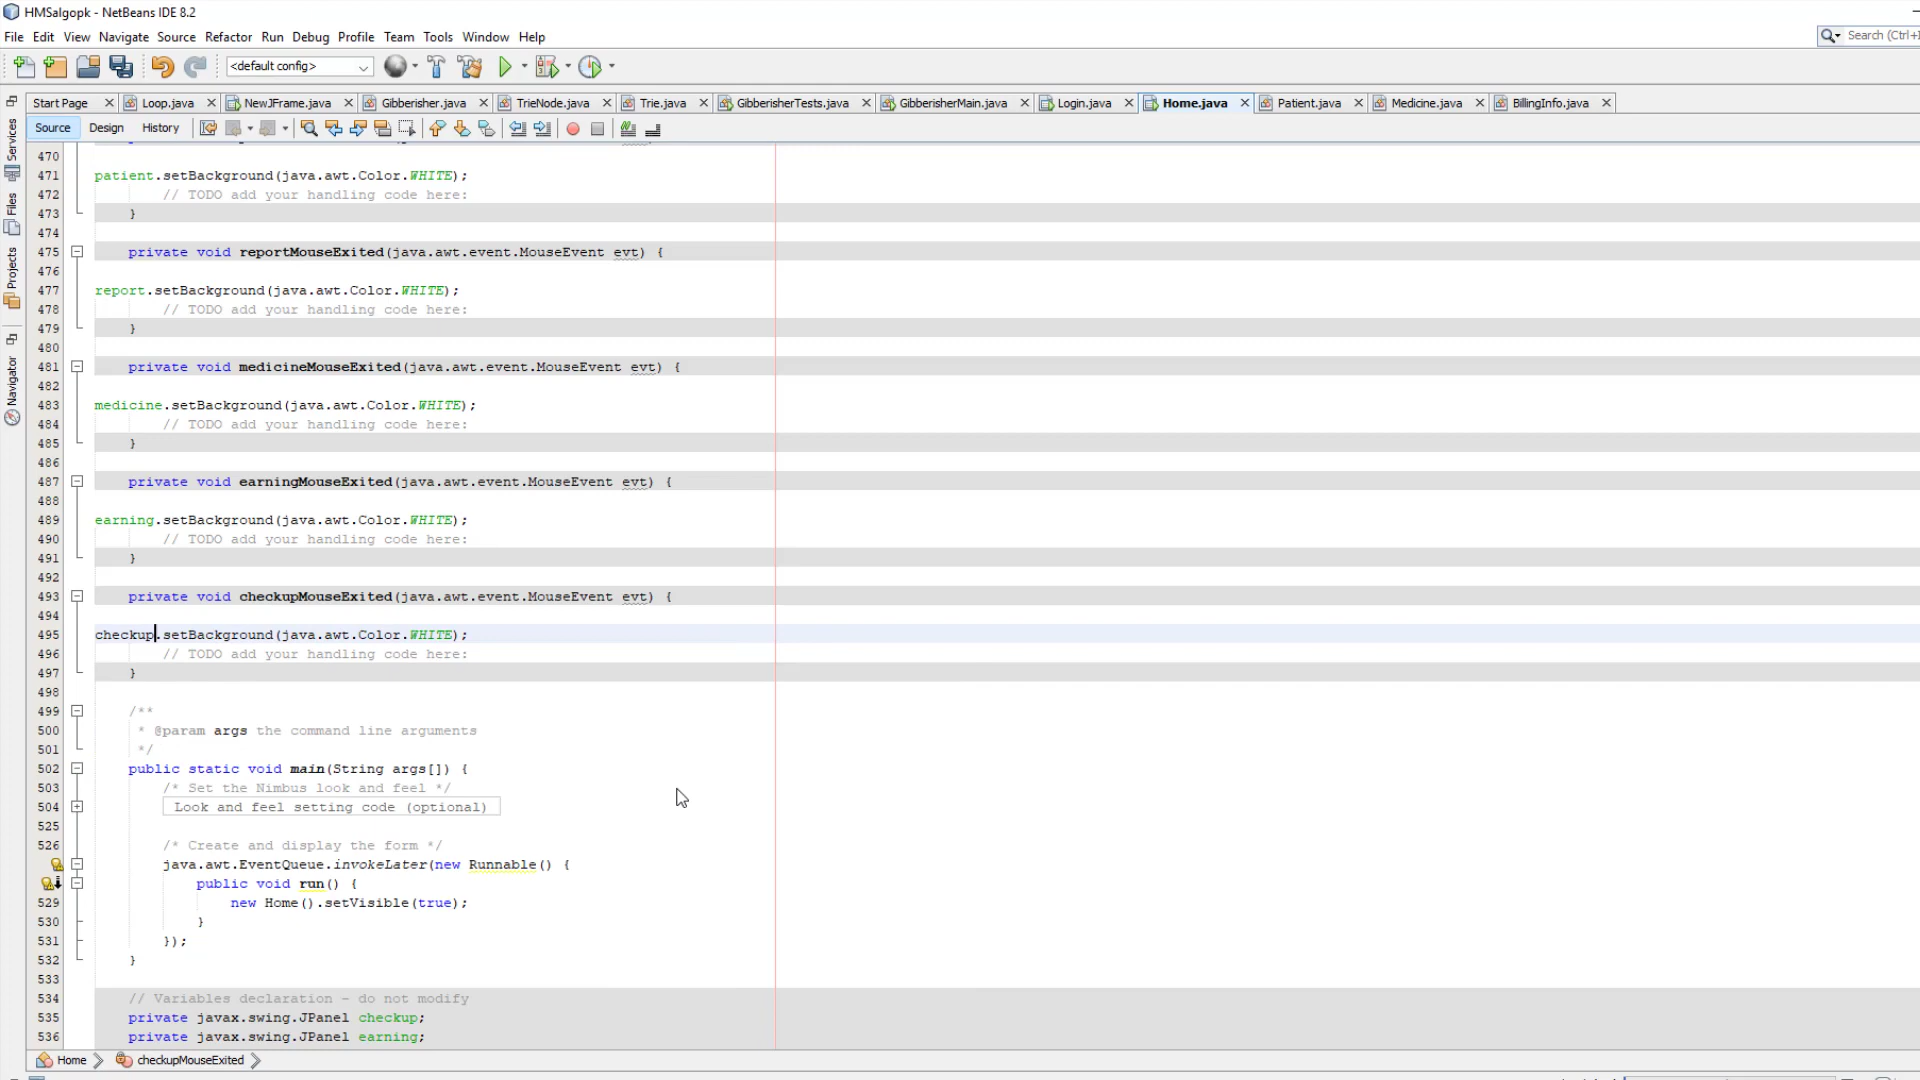 HMSalgopk - NetBeans IDE 8.2
File Edit View Navigate Source Refactor Run Debug Profile Team Tools Window Help
Search (Ctrl+I
<default config>
Start Page Loop.java NewJFrame.java Gibberisher.java TrieNode.java Trie.java GibberisherTests.java GibberisherMain.java Login.java Home.java Patient.java Medicine.java BillingInfo.java
Source Design History
Services
Files
Projects
Navigator
470
471 patient.setBackground(java.awt.Color.WHITE);
472 // TODO add your handling code here:
473 }
474
475 private void reportMouseExited(java.awt.event.MouseEvent evt) {
476
477 report.setBackground(java.awt.Color.WHITE);
478 // TODO add your handling code here:
479 }
480
481 private void medicineMouseExited(java.awt.event.MouseEvent evt) {
482
483 medicine.setBackground(java.awt.Color.WHITE);
484 // TODO add your handling code here:
485 }
486
487 private void earningMouseExited(java.awt.event.MouseEvent evt) {
488
489 earning.setBackground(java.awt.Color.WHITE);
490 // TODO add your handling code here:
491 }
492
493 private void checkupMouseExited(java.awt.event.MouseEvent evt) {
494
495 checkup.setBackground(java.awt.Color.WHITE);
496 // TODO add your handling code here:
497 }
498
499 /**
500 * @param args the command line arguments
501 */
502 public static void main(String args[]) {
503 /* Set the Nimbus look and feel */
504 Look and feel setting code (optional)
525
526 /* Create and display the form */
java.awt.EventQueue.invokeLater(new Runnable() {
public void run() {
529 new Home().setVisible(true);
530 }
531 });
532 }
533
534 // Variables declaration - do not modify
535 private javax.swing.JPanel checkup;
536 private javax.swing.JPanel earning;
Home checkupMouseExited